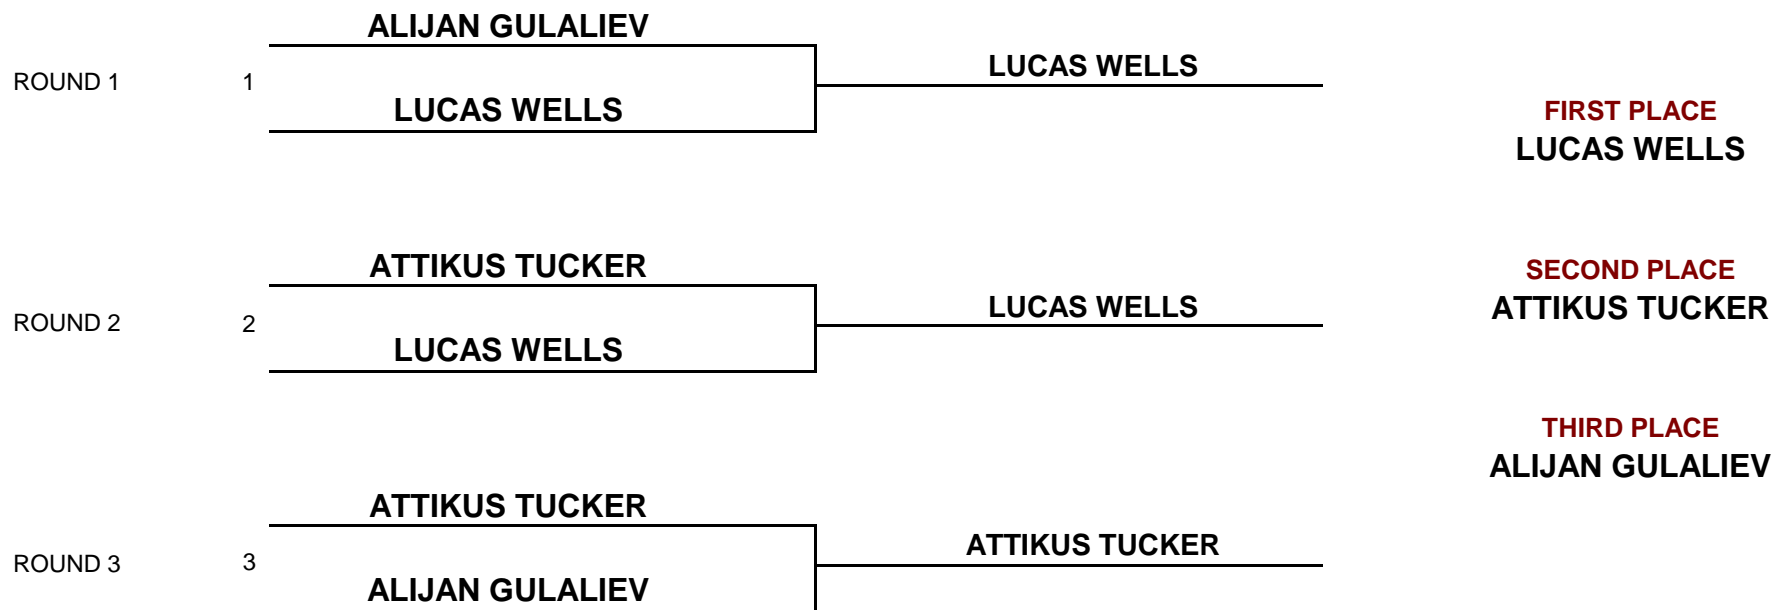 ALIJAN GULALIEV
ROUND 1 1 LUCAS WELLS
LUCAS WELLS
FIRST PLACE
LUCAS WELLS
ATTIKUS TUCKER
ROUND 2 2 LUCAS WELLS
LUCAS WELLS
SECOND PLACE
ATTIKUS TUCKER
THIRD PLACE
ALIJAN GULALIEV
ATTIKUS TUCKER
ROUND 3 3 ATTIKUS TUCKER
ALIJAN GULALIEV